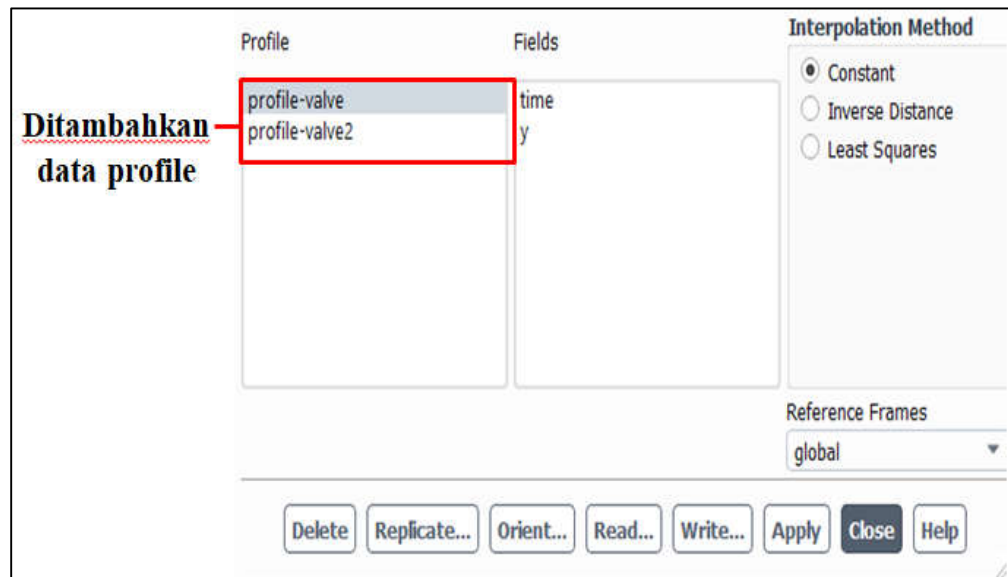 Ditambahkan
data profile
Profile
profile-valve
profile-valve2
Fields
time
y
Interpolation Method
Constant
Inverse Distance
Least Squares
Reference Frames
global
Delete Replicate... Orient... Read... Write... Apply Close Help